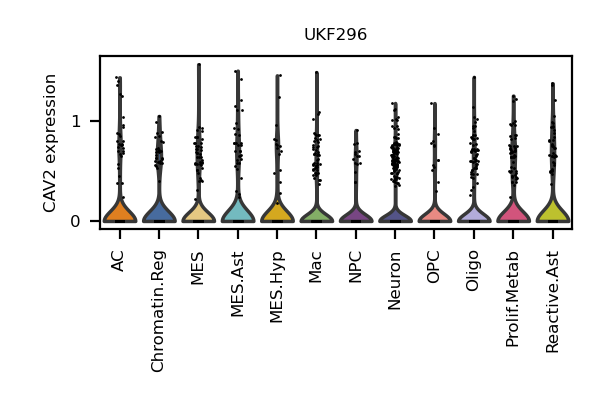 UKF296
CAV2 expression
1
0
AC
Chromatin.Reg
MES
MES.Ast
MES.Hyp
Mac
NPC
Neuron
OPC
Oligo
Prolif.Metab
Reactive.Ast